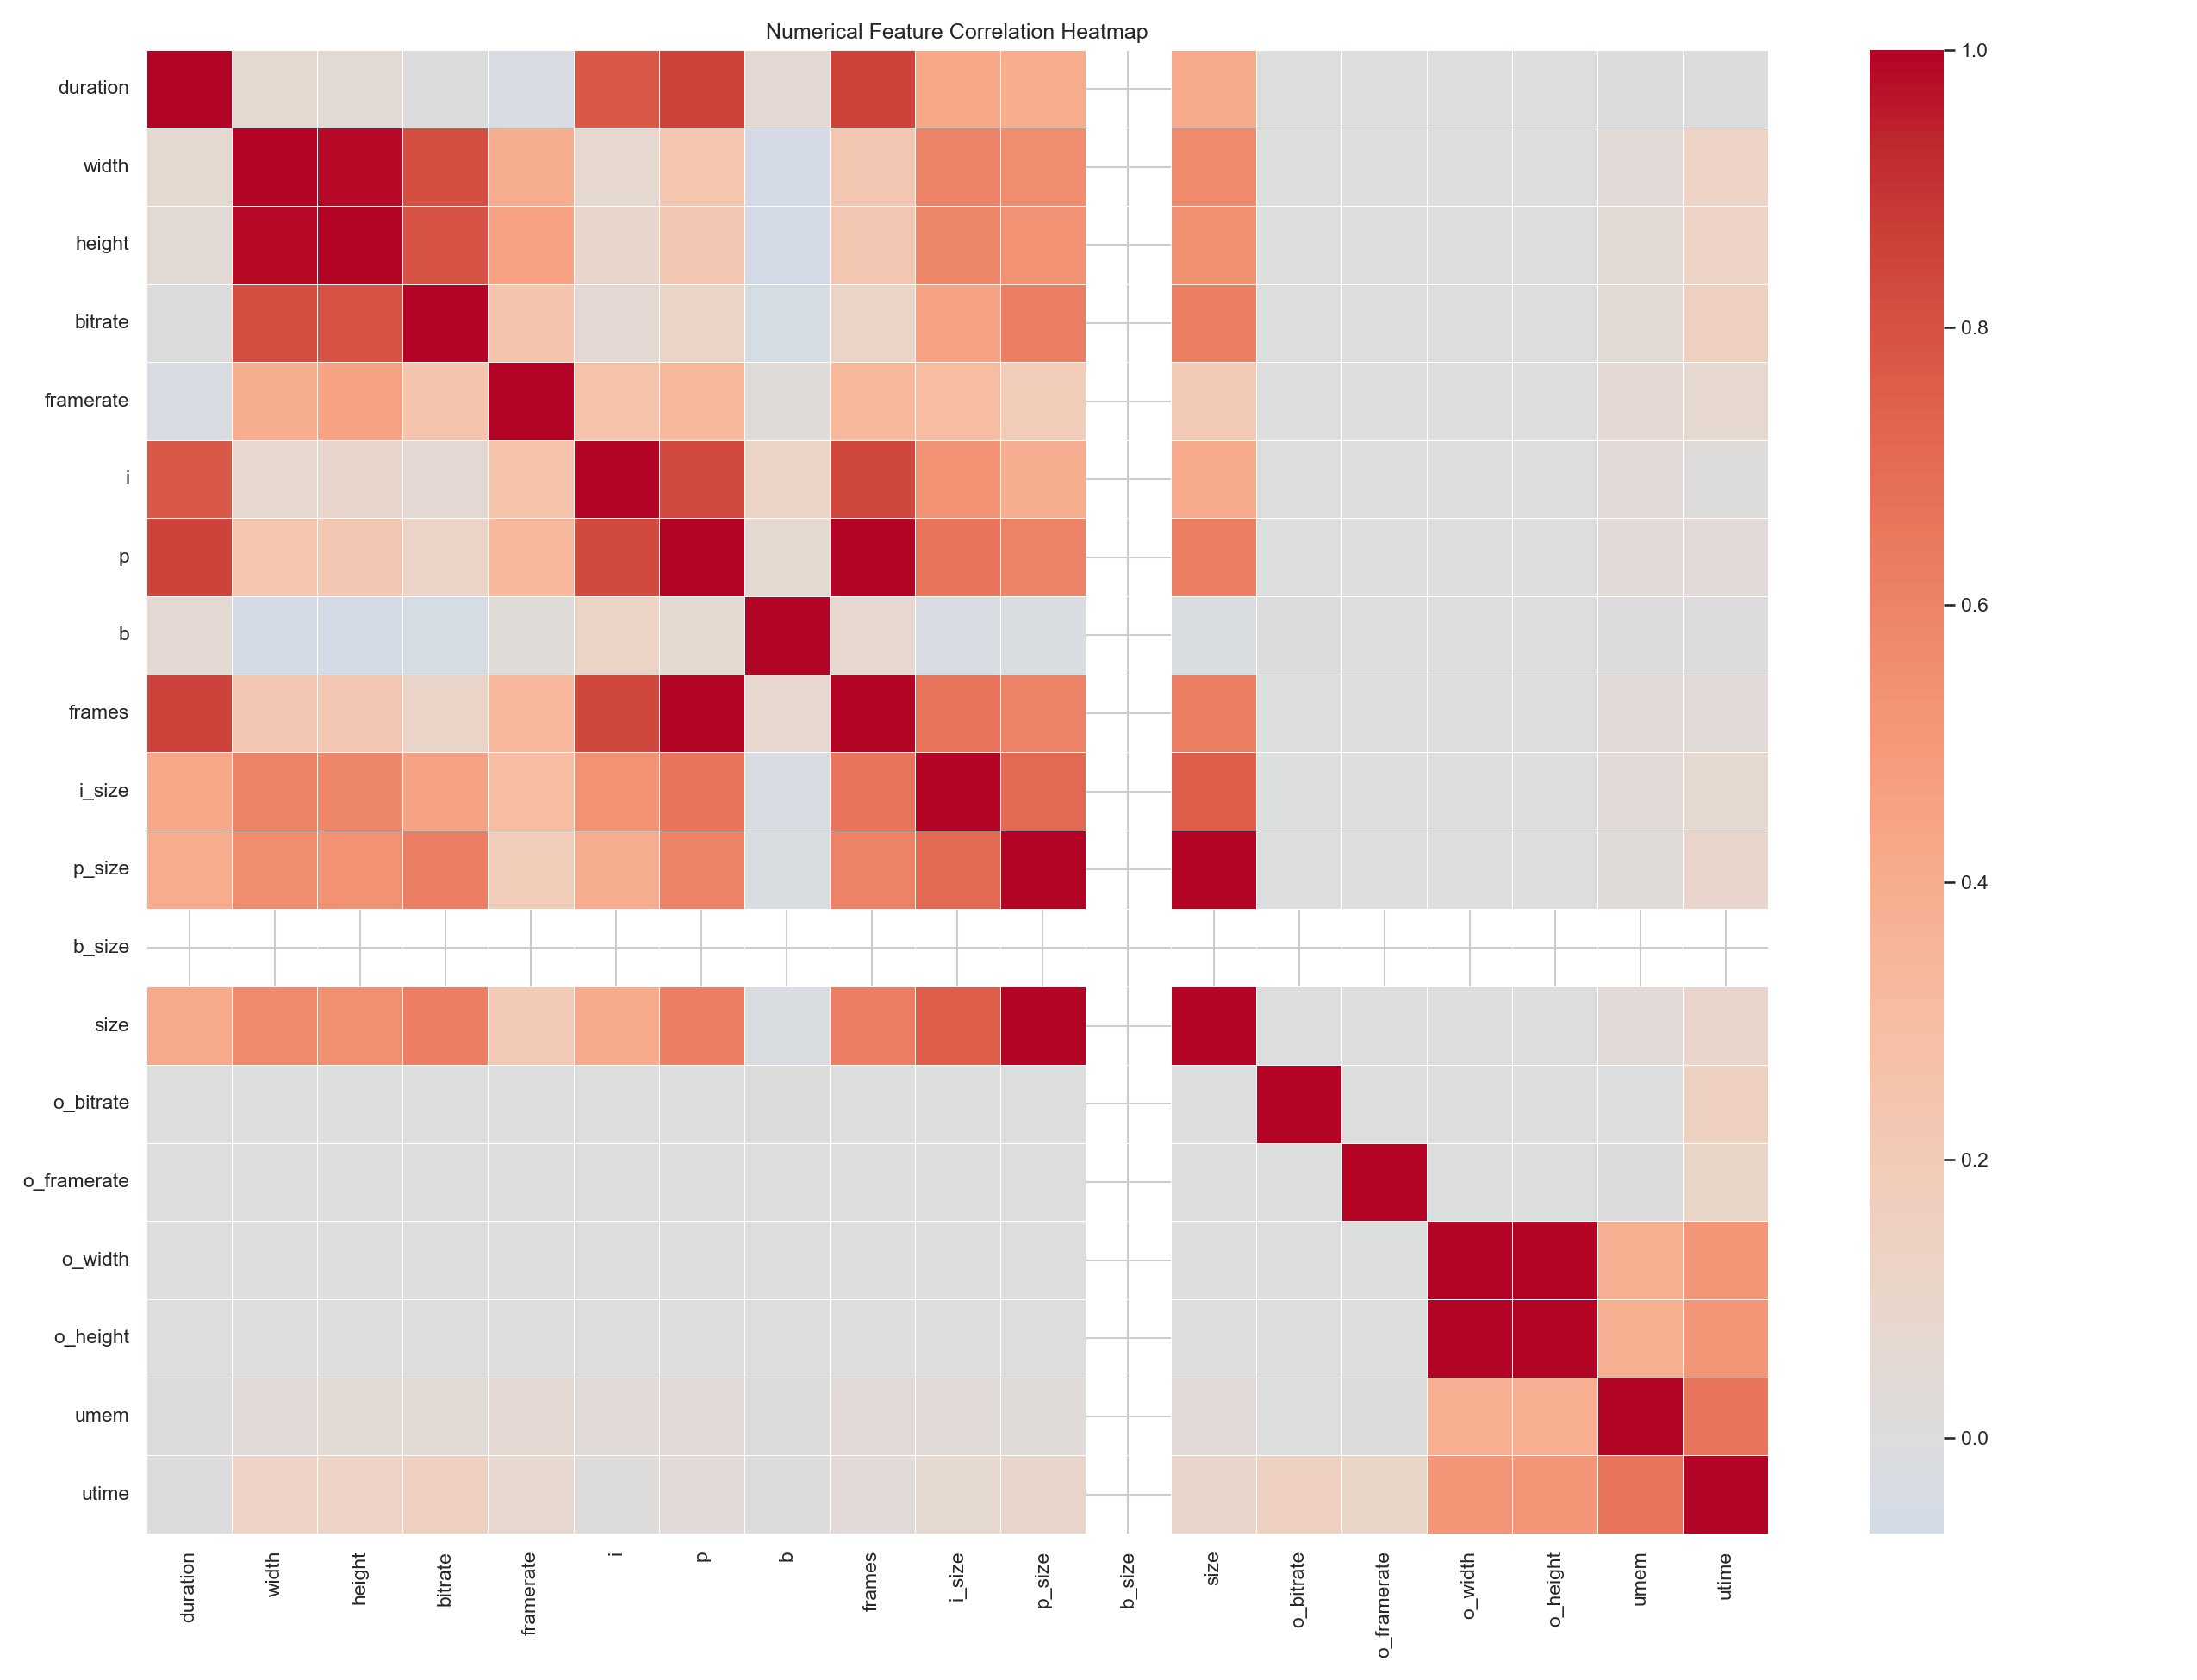 Numerical Feature Correlation Heatmap
duration
width
height
bitrate
framerate
i
p
b
frames
i_size
p_size
b_size
size
o_bitrate
o_framerate
o_width
o_height
umem
utime
duration
width
height
bitrate
framerate
i
p
b
frames
i_size
p_size
b_size
size
o_bitrate
o_framerate
o_width
o_height
umem
utime
1.0
0.8
0.6
0.4
0.2
0.0